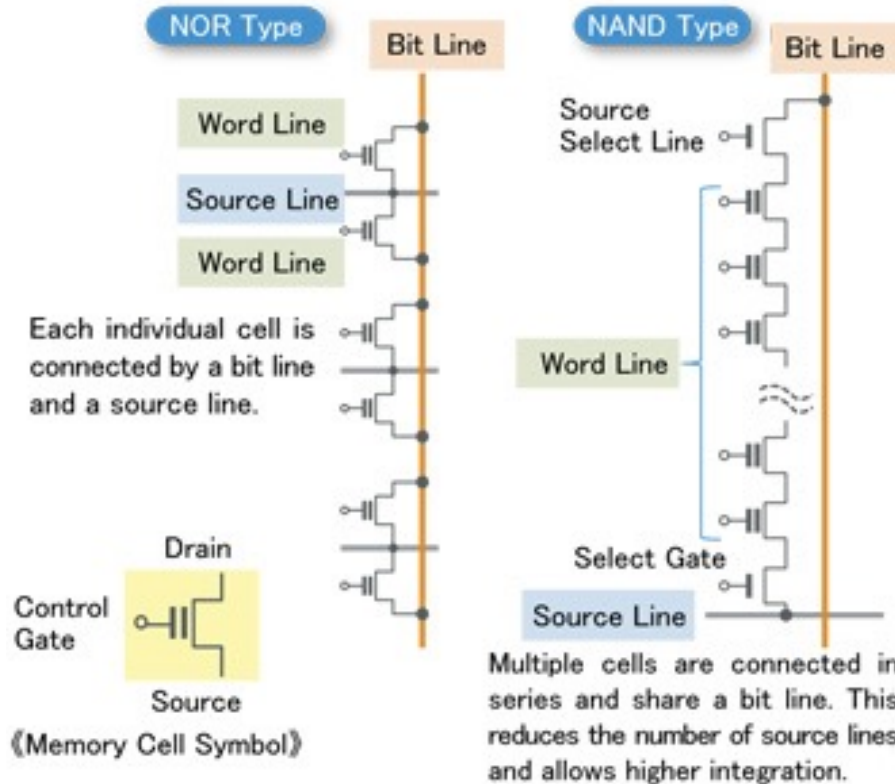 NOR Type
Bit Line
Word Line
Source Line
Word Line
Each individual cell is
connected by a bit line
and a source line.
Drain
Control
Gate
Source
《Memory Cell Symbol》
NAND Type
Bit Line
Source
Select Line
Word Line
Select Gate
Source Line
Multiple cells are connected in
series and share a bit line. This
reduces the number of source lines
and allows higher integration.